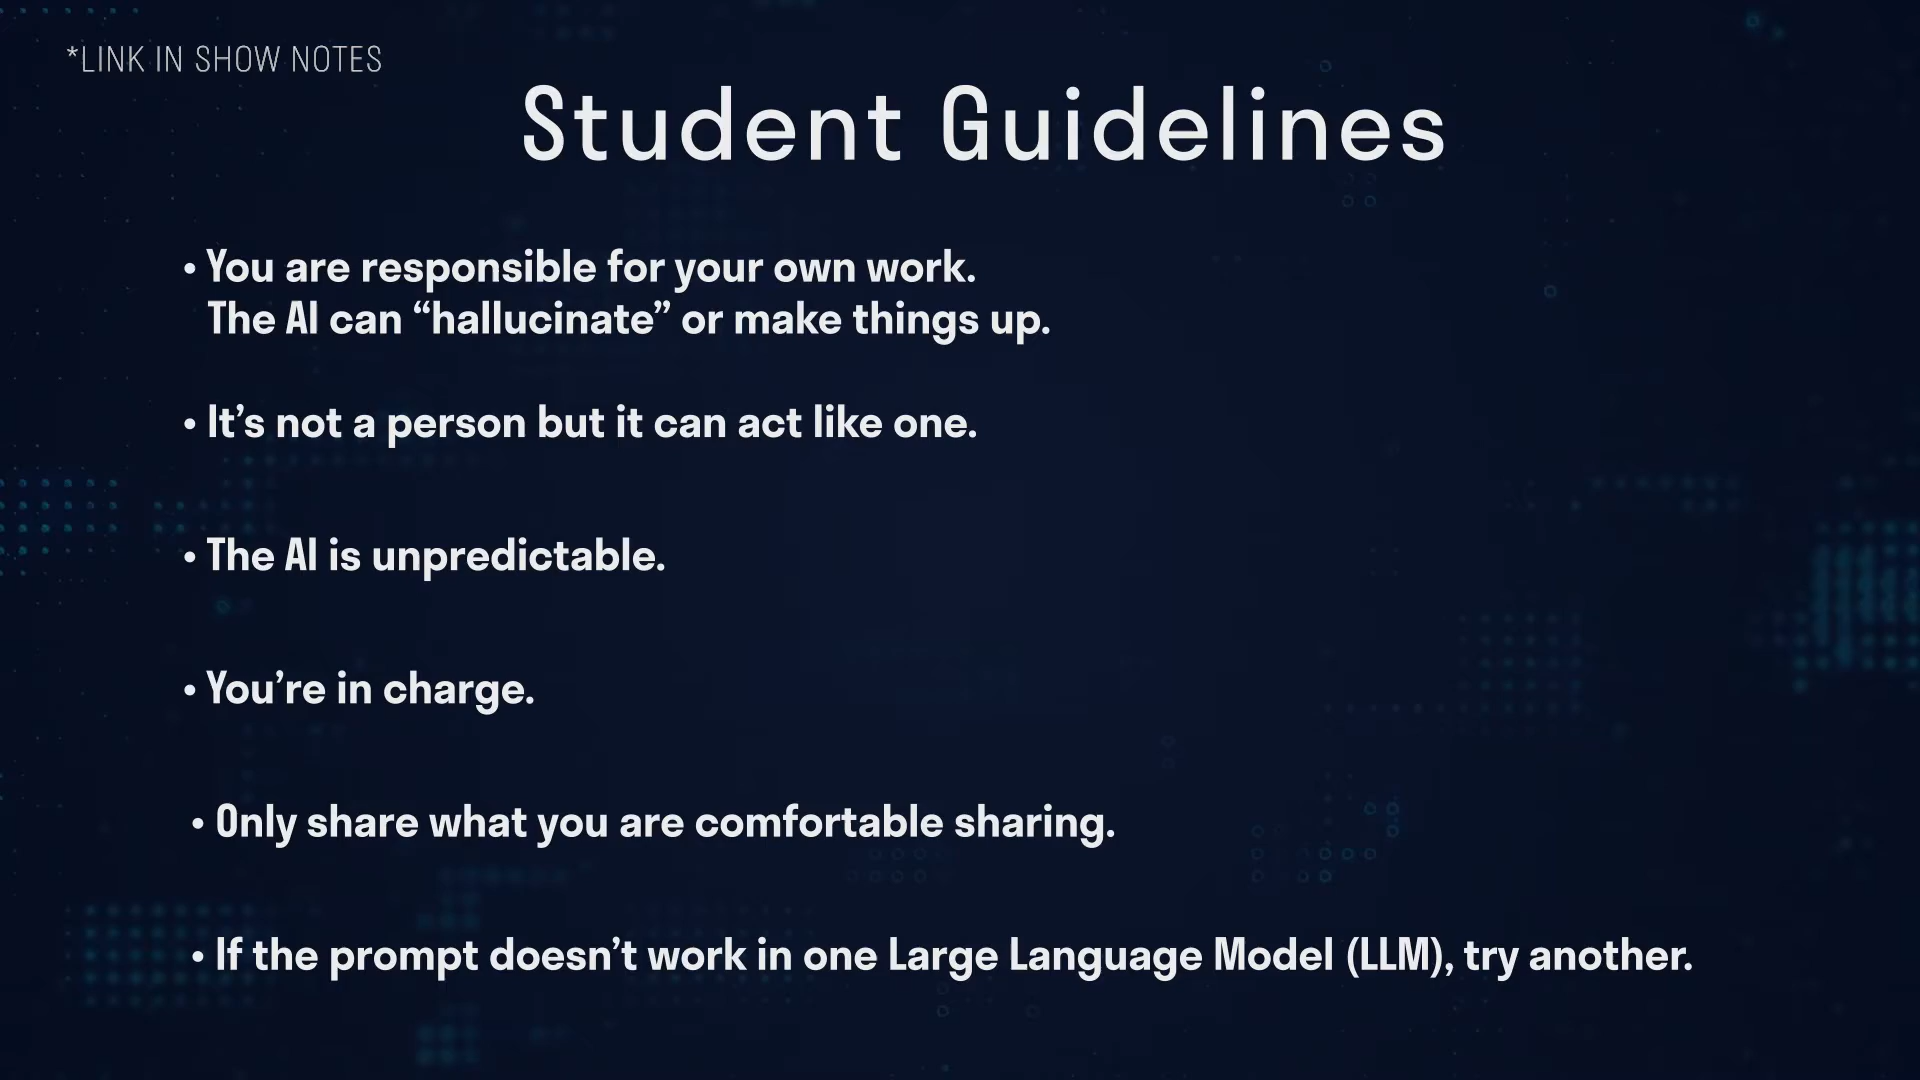 *LINK IN SHOW NOTES
Student Guidelines
• You are responsible for your own work.
The AI can “hallucinate” or make things up.
• It’s not a person but it can act like one.
• The AI is unpredictable.
• You’re in charge.
• Only share what you are comfortable sharing.
• If the prompt doesn’t work in one Large Language Model (LLM), try another.